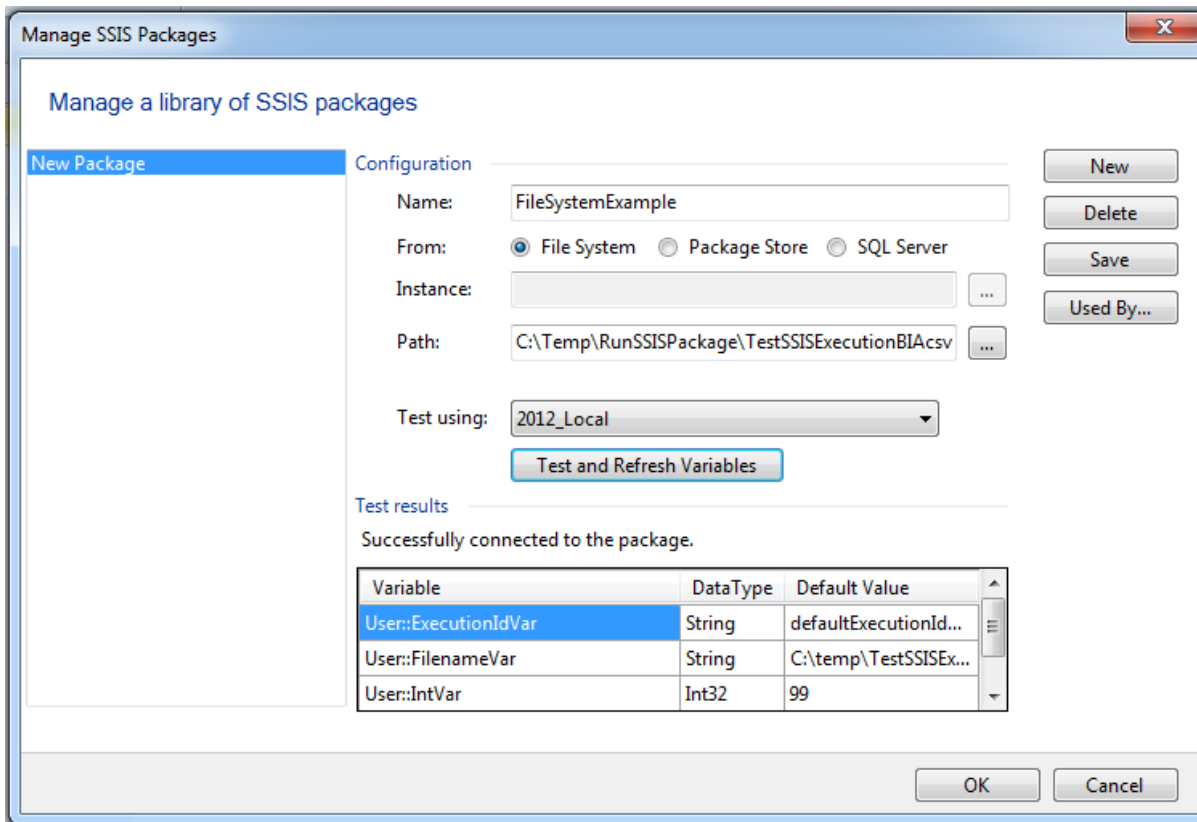 Manage SSIS Packages
Manage a library of SSIS packages
New Package
Configuration
Name: FileSystemExample
From: File System Package Store SQL Server
Instance: ...
Path: C:\Temp\RunSSISPackage\TestSSISExecutionBIAcsv ...
Test using: 2012_Local
Test and Refresh Variables
Test results
Successfully connected to the package.
Variable DataType Default Value
User::ExecutionIdVar String defaultExecutionId...
User::FilenameVar String C:\temp\TestSSISEx...
User::IntVar Int32 99
New
Delete
Save
Used By...
OK Cancel